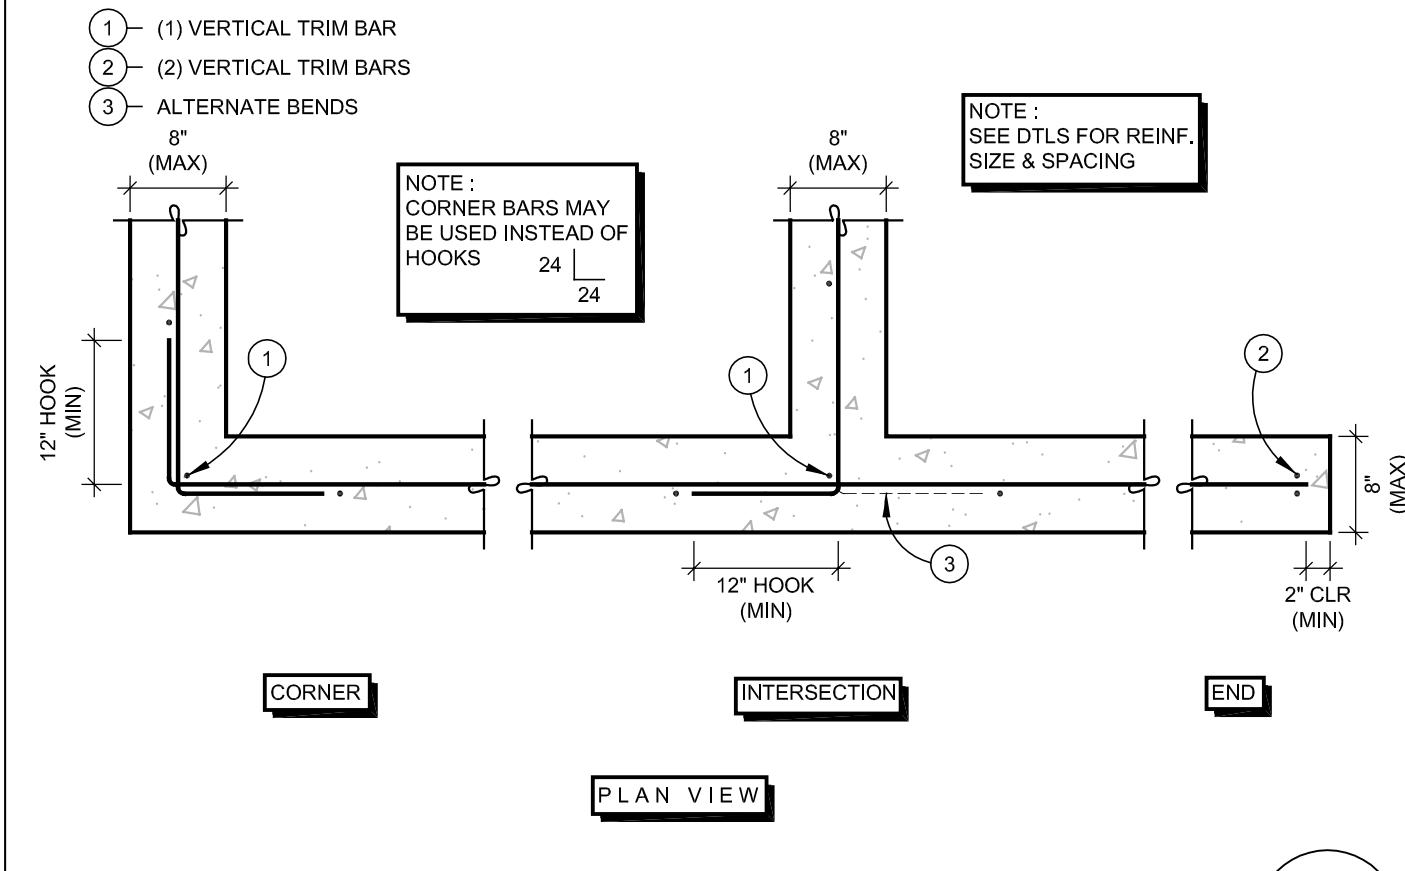 1 (1) VERTICAL TRIM BAR
2 (2) VERTICAL TRIM BARS
3 ALTERNATE BENDS
8"
(MAX)
NOTE :
CORNER BARS MAY
BE USED INSTEAD OF
HOOKS
24
24
8"
(MAX)
NOTE :
SEE DTLS FOR REINF.
SIZE & SPACING
12" HOOK
(MIN)
1
1
2
8"
(MAX)
12" HOOK
(MIN)
3
2" CLR
(MIN)
CORNER
INTERSECTION
END
PLAN VIEW